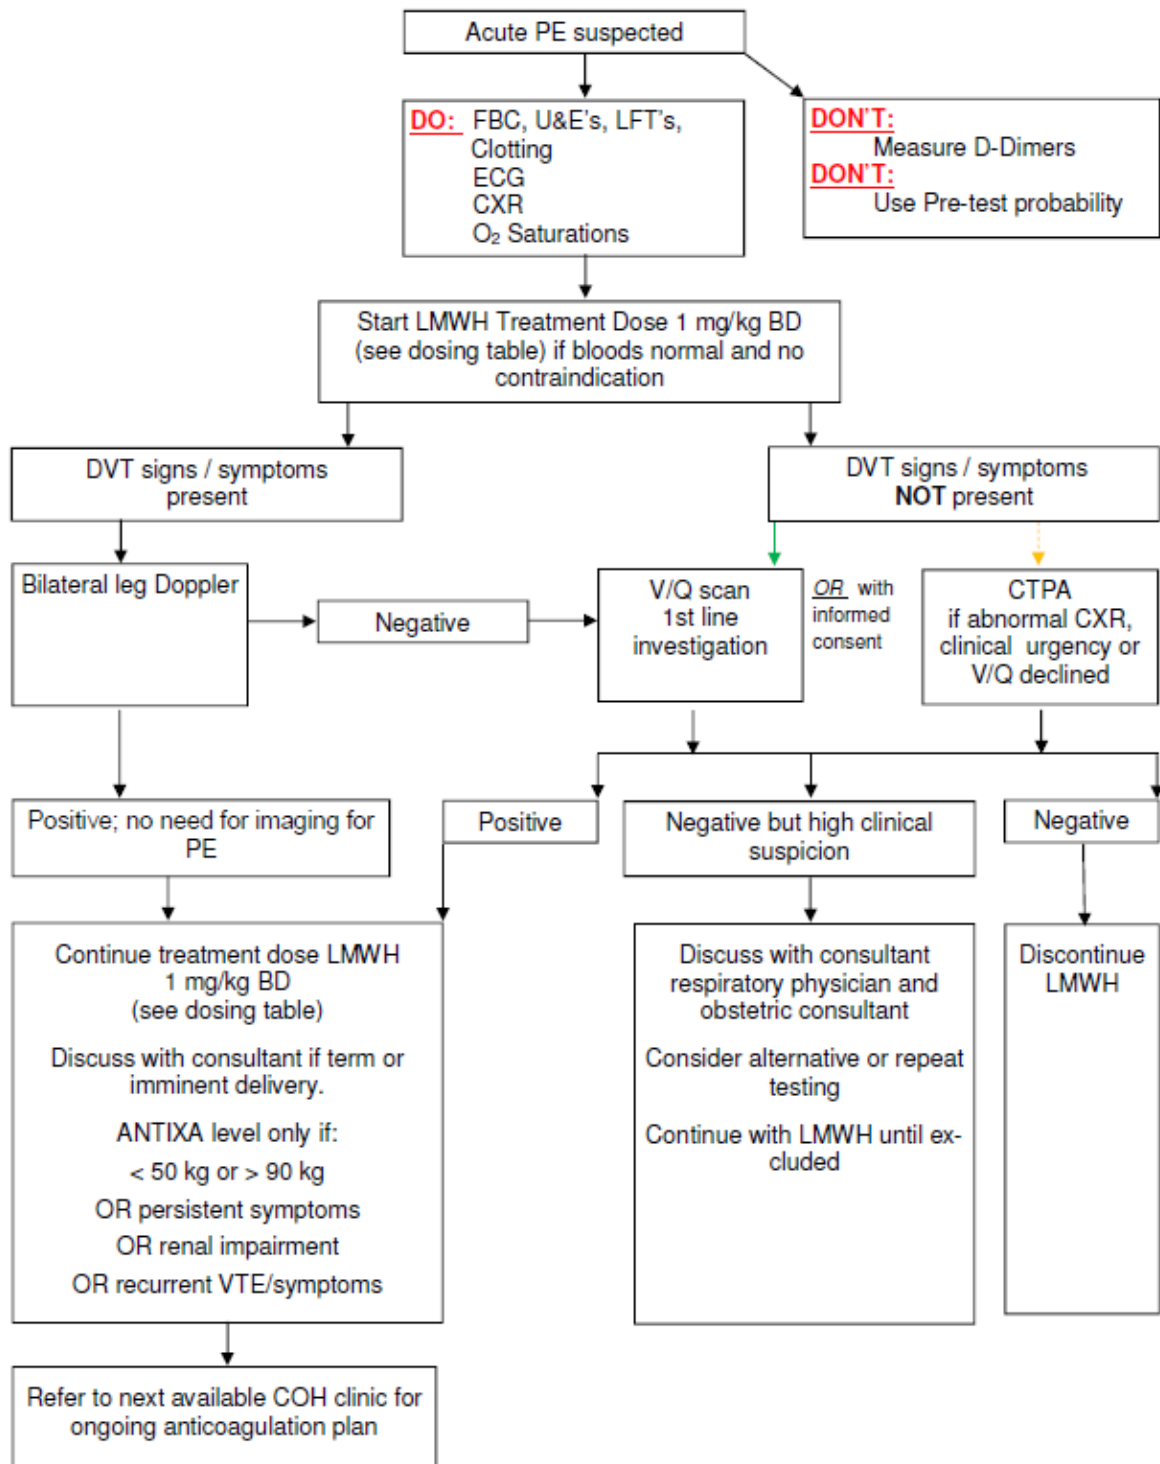 Acute PE suspected
DO: FBC, U&E's, LFT's,
Clotting
ECG
CXR
O₂ Saturations
DON'T:
Measure D-Dimers
DON'T:
Use Pre-test probability
Start LMWH Treatment Dose 1 mg/kg BD
(see dosing table) if bloods normal and no
contraindication
DVT signs / symptoms
present
DVT signs / symptoms
NOT present
Bilateral leg Doppler
Negative
V/Q scan
1st line
investigation
OR with
informed
consent
CTPA
if abnormal CXR,
clinical urgency or
V/Q declined
Positive; no need for imaging for
PE
Positive
Negative but high clinical
suspicion
Negative
Continue treatment dose LMWH
1 mg/kg BD
(see dosing table)
Discuss with consultant if term or
imminent delivery.
ANTIXA level only if:
< 50 kg or > 90 kg
OR persistent symptoms
OR renal impairment
OR recurrent VTE/symptoms
Discuss with consultant
respiratory physician and
obstetric consultant
Consider alternative or repeat
testing
Continue with LMWH until ex-
cluded
Discontinue
LMWH
Refer to next available COH clinic for
ongoing anticoagulation plan